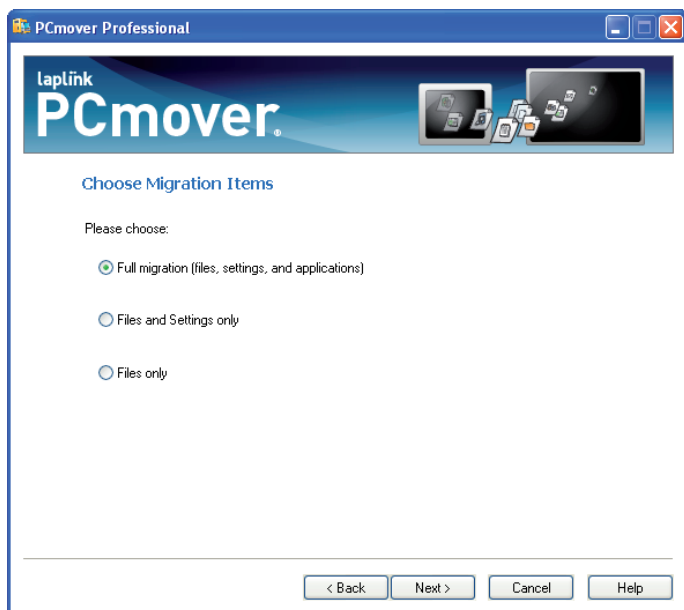 PCmover Professional
laplink
PCmover®
Choose Migration Items
Please choose:
Full migration (files, settings, and applications)
Files and Settings only
Files only
< Back
Next >
Cancel
Help